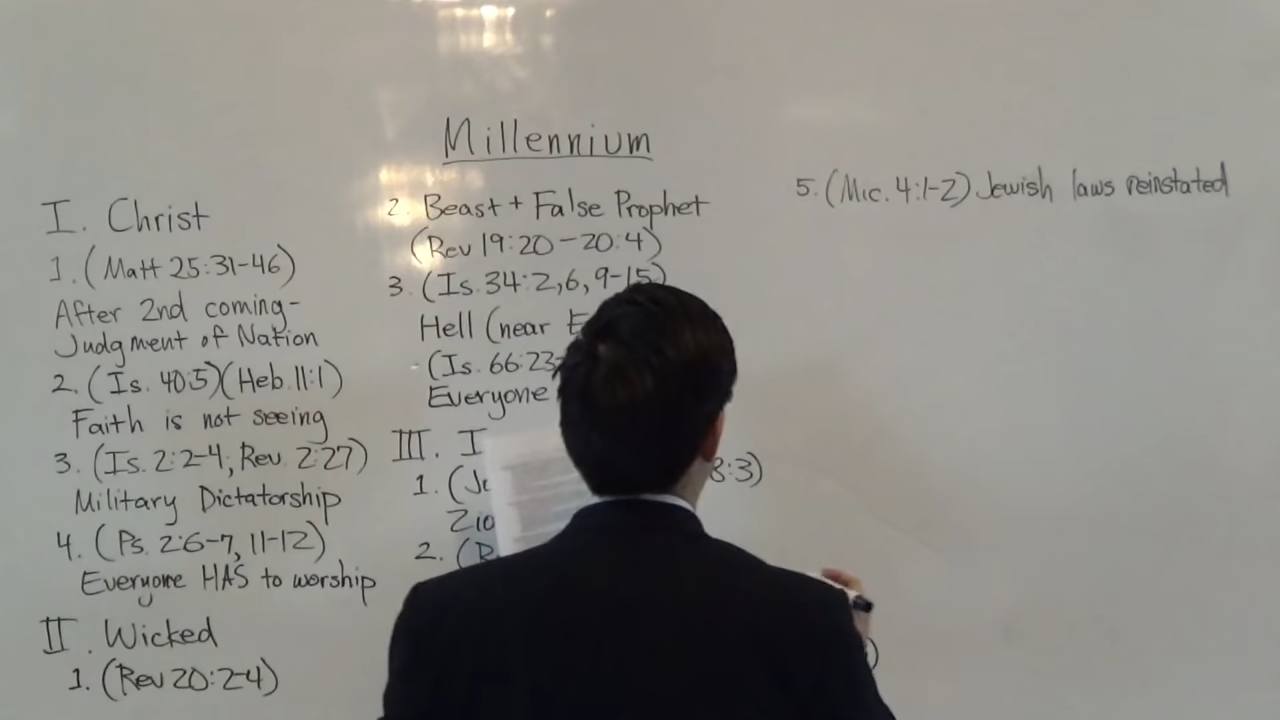 Millennium
I. Christ
1. (Matt 25:31-46)
After 2nd coming-
Judgment of Nation
2. (Is. 40:5)(Heb. 11:1)
Faith is not seeing
3. (Is. 2:2-4, Rev. 2:27)
Military Dictatorship
4. (Ps. 2:6-7, 11-12)
Everyone HAS to worship
II. Wicked
1. (Rev 20:2-4)
2. Beast + False Prophet
(Rev 19:20-20:4)
3. (Is. 34:2,6,9-15)
Hell (near
(Is. 66:23
Everyone
III.
1. 8:3)
2.
5. (Mic. 4:1-2) Jewish laws reinstated